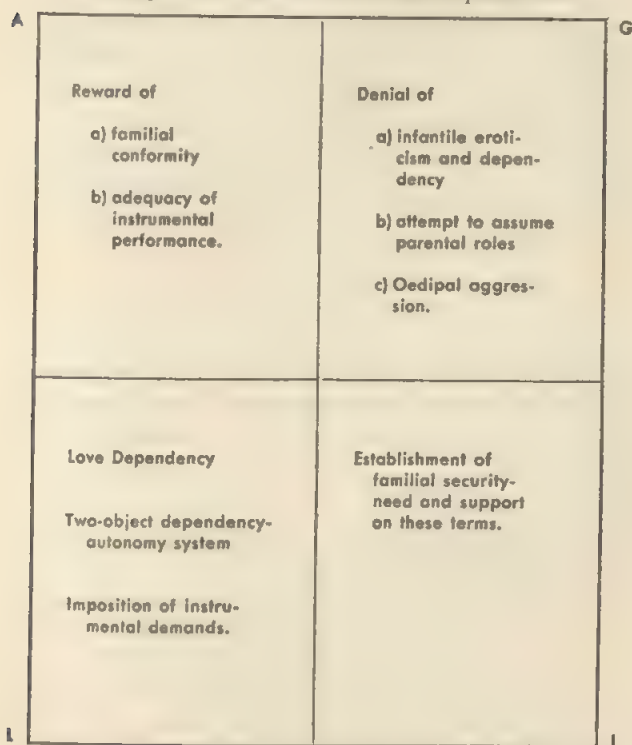 A
G
Reward of
a) familial
conformity
b) adequacy of
instrumental
performance.
Denial of
a) infantile eroti-
cism and depen-
dency
b) attempt to assume
parental roles
c) Oedipal aggres-
sion.
Love Dependency
Two-object dependency-
autonomy system
Imposition of instru-
mental demands.
Establishment of
familial security-
need and support
on these terms.
L
I